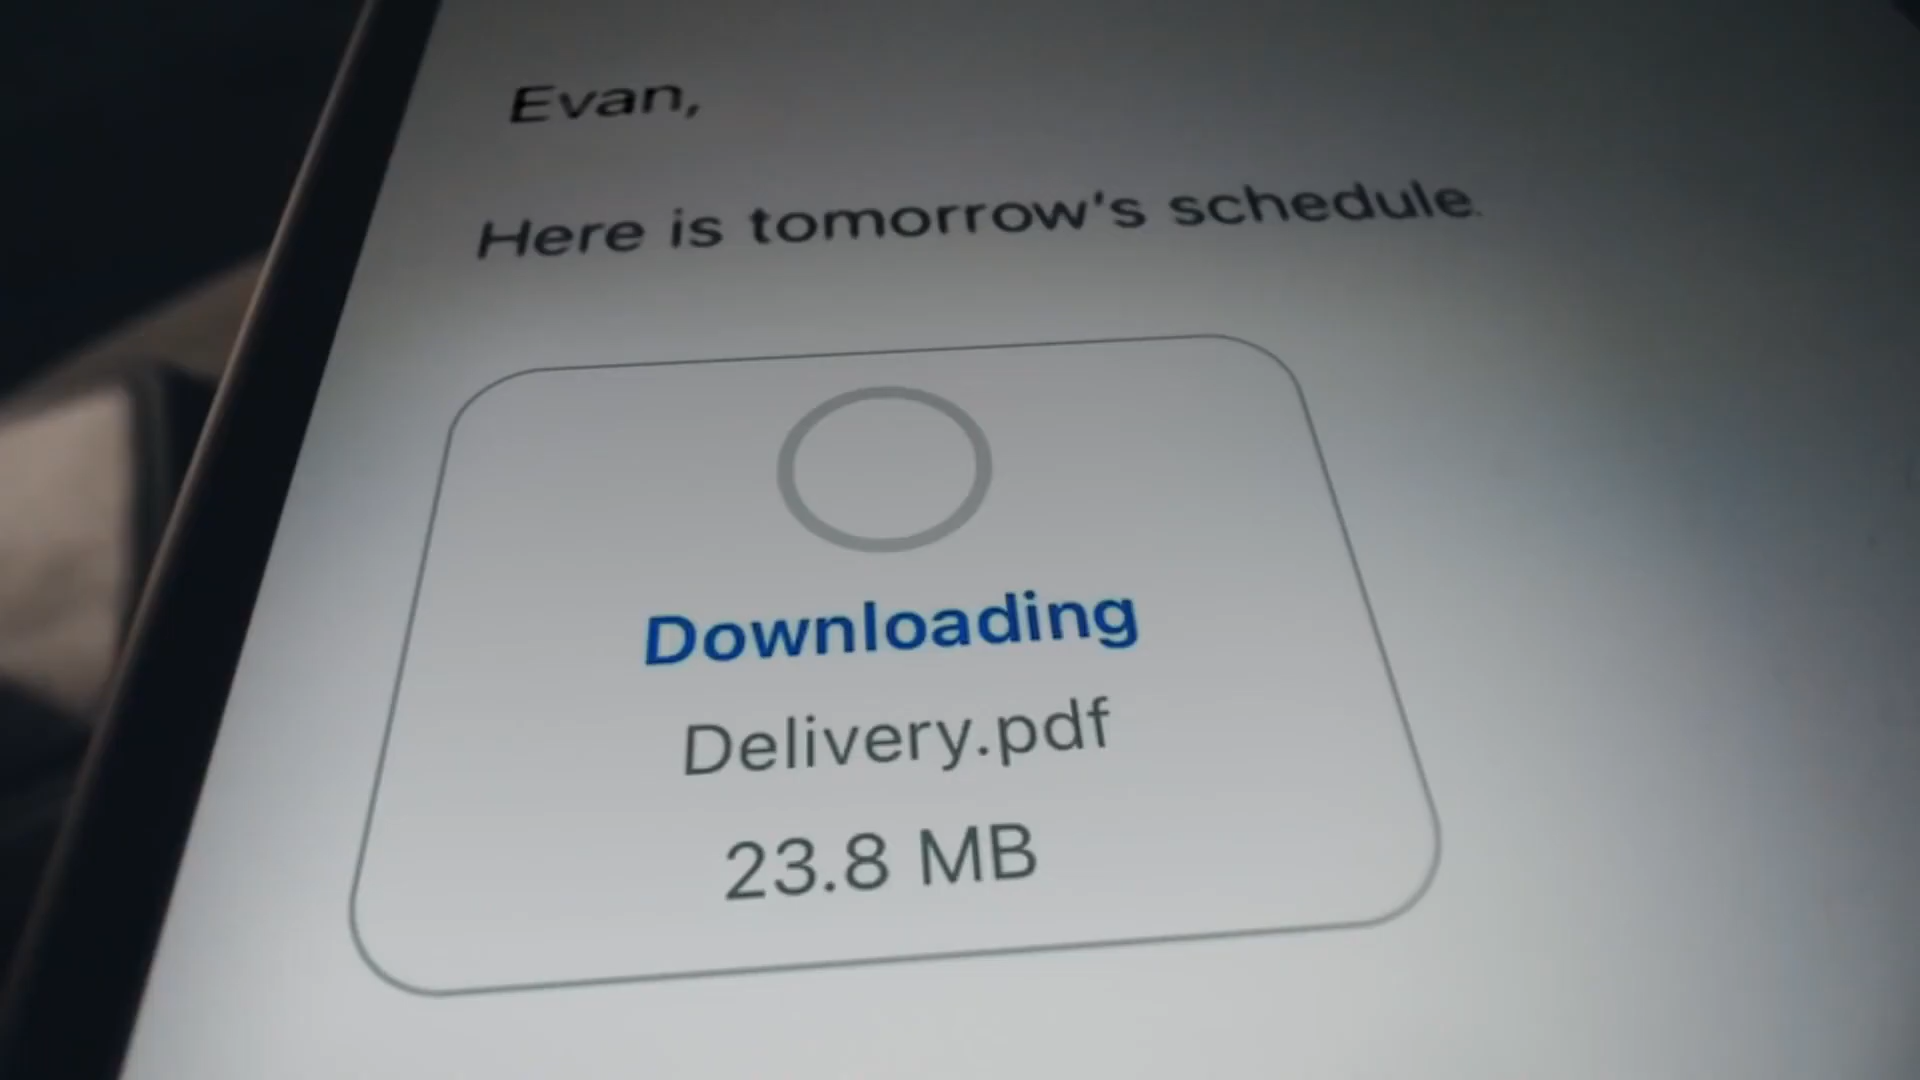 Evan,
Here is tomorrow's schedule.
Downloading
Delivery.pdf
23.8 MB